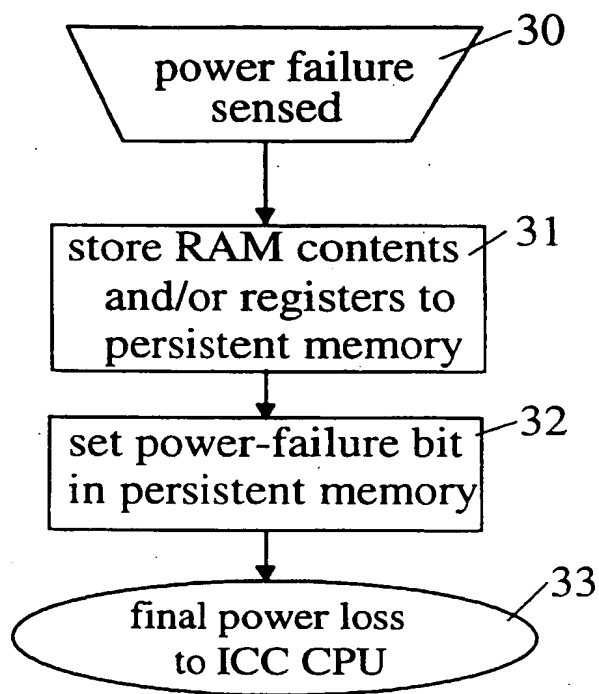 30
power failure
sensed
31
store RAM contents
and/or registers to
persistent memory
32
set power-failure bit
in persistent memory
33
final power loss
to ICC CPU